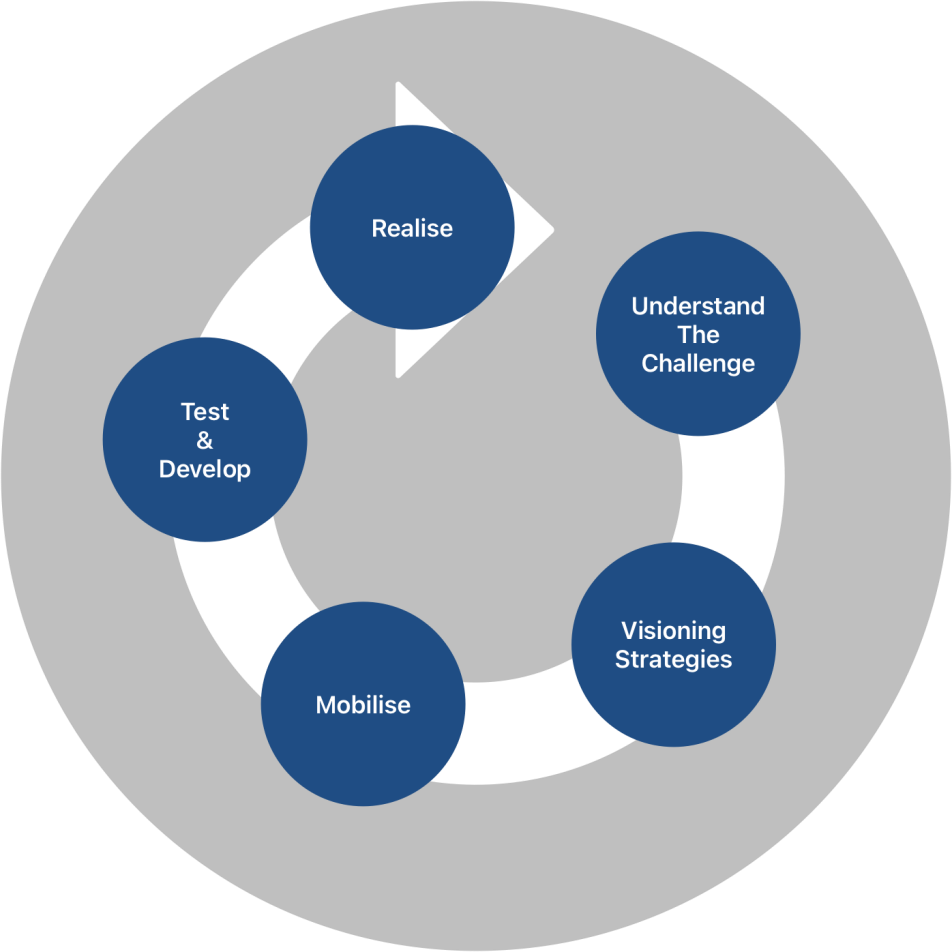 Realise
Understand
The
Challenge
Test
&
Develop
Visioning
Strategies
Mobilise